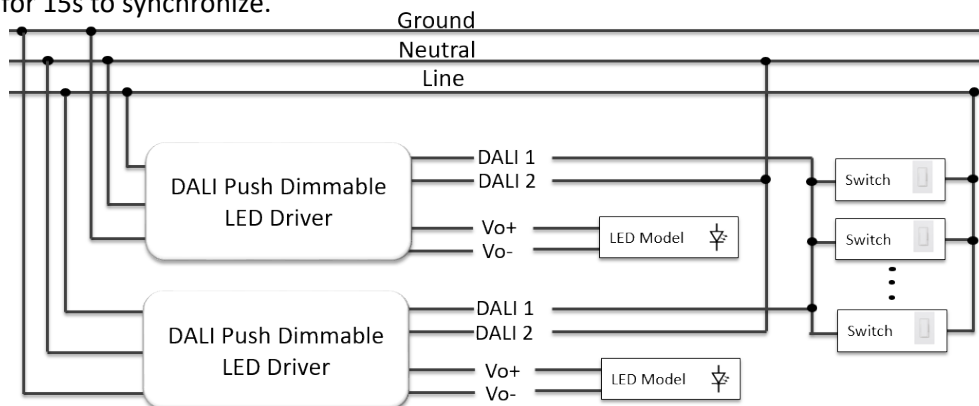 for 15s to synchronize.
Ground
Neutral
Line
DALI Push Dimmable
LED Driver
DALI 1
DALI 2
Vo+
Vo-
LED Model
Switch
Switch
Switch
DALI Push Dimmable
LED Driver
DALI 1
DALI 2
Vo+
Vo-
LED Model